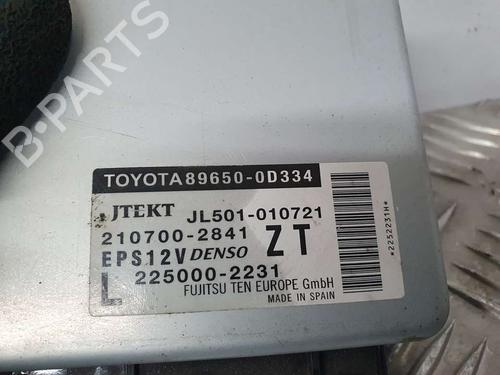 B-PARTS
TOYOTA89650-0D334
JTEKT JL501-010721
210700-2841 ZT
EPS12V DENSO
L 225000-2231
FUJITSU TEN EUROPE GmbH
MADE IN SPAIN
*2252231H*